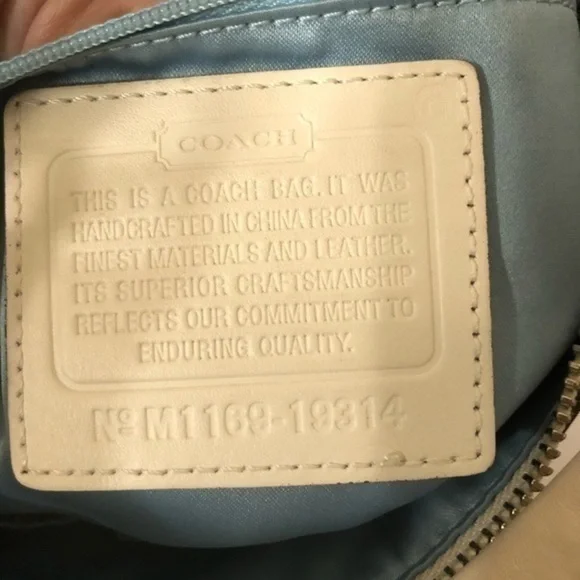 COACH
THIS IS A COACH BAG. IT WAS
HANDCRAFTED IN CHINA FROM THE
FINEST MATERIALS AND LEATHER.
ITS SUPERIOR CRAFTSMANSHIP
REFLECTS OUR COMMITMENT TO
ENDURING QUALITY.
Nº M1169-19314